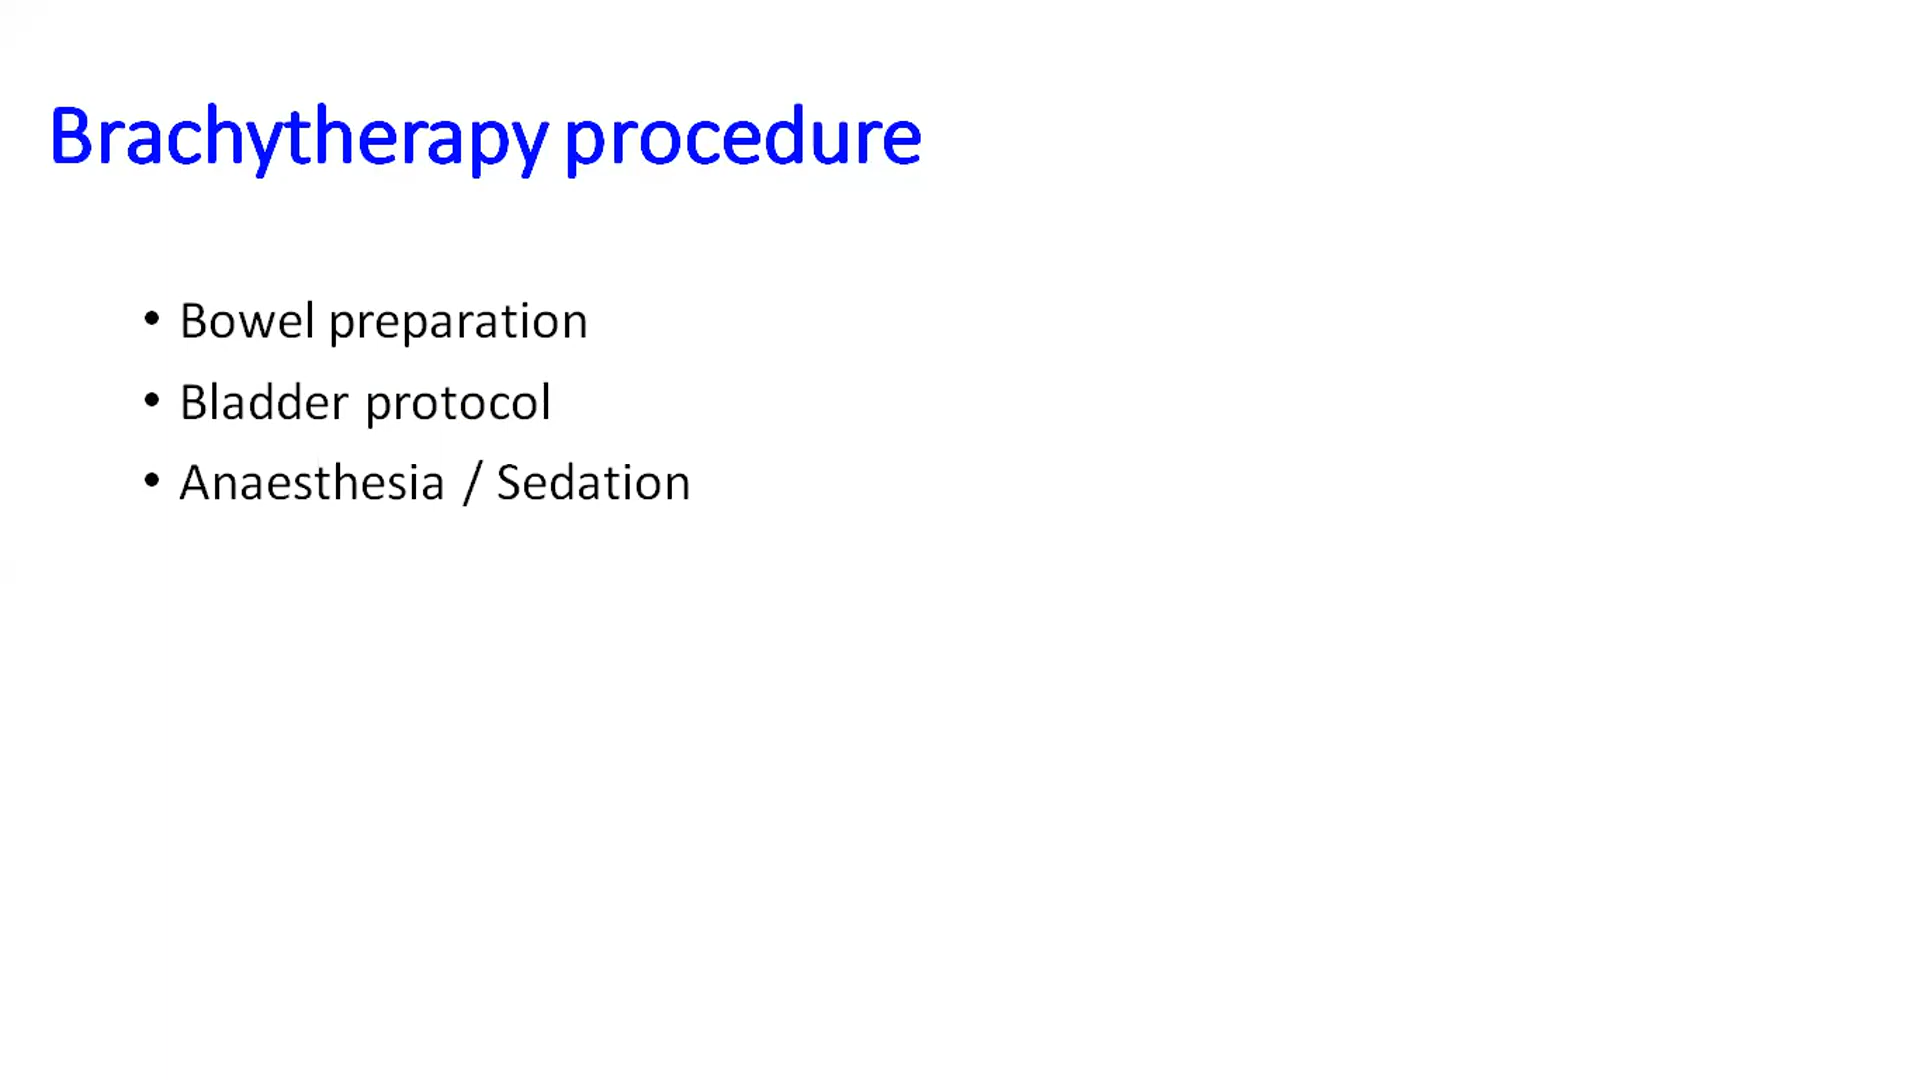 Brachytherapy procedure
• Bowel preparation
• Bladder protocol
• Anaesthesia / Sedation